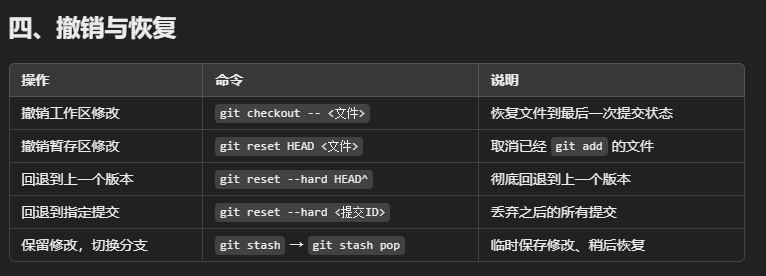 四、撤销与恢复
操作 命令 说明
撤销工作区修改 git checkout -- <文件> 恢复文件到最后一次提交状态
撤销暂存区修改 git reset HEAD <文件> 取消已经 git add 的文件
回退到上一个版本 git reset --hard HEAD^ 彻底回退到上一个版本
回退到指定提交 git reset --hard <提交ID> 丢弃之后的所有提交
保留修改，切换分支 git stash → git stash pop 临时保存修改、稍后恢复